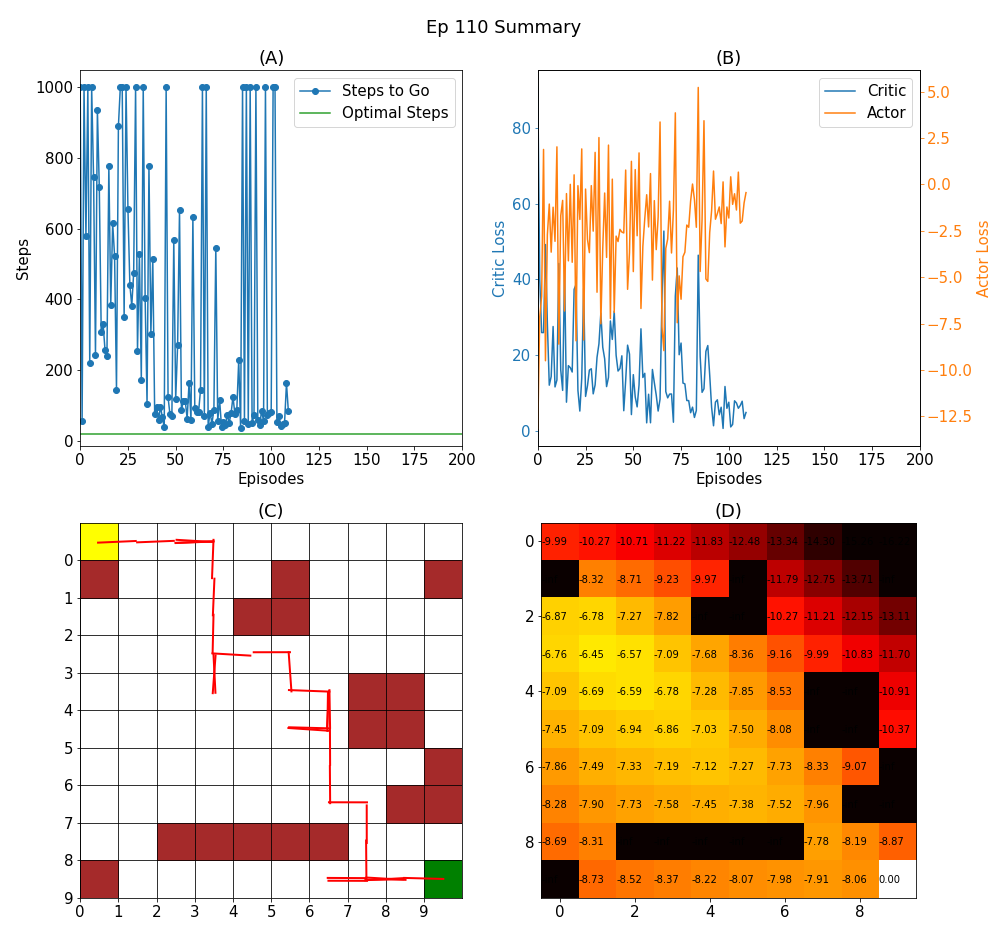 Ep 110 Summary
(A)
Steps to Go
Optimal Steps
1000
800
600
400
200
0
Steps
0 25 50 75 100 125 150 175 200
Episodes
(B)
Critic
Actor
80
60
40
20
0
Critic Loss
5.0
2.5
0.0
−2.5
−5.0
−7.5
−10.0
−12.5
Actor Loss
0 25 50 75 100 125 150 175 200
Episodes
(C)
0
1
2
3
4
5
6
7
8
9
0 1 2 3 4 5 6 7 8 9
(D)
0 -9.99 -10.27 -10.71 -11.22 -11.83 -12.48 -13.34
-8.32 -8.71 -9.23 -9.97 -11.79 -12.75 -13.71
2 -6.87 -6.78 -7.27 -7.82 -10.27 -11.21 -12.15 -13.11
-6.76 -6.45 -6.57 -7.09 -7.68 -8.36 -9.16 -9.99 -10.83 -11.70
4 -7.09 -6.69 -6.59 -6.78 -7.28 -7.85 -8.53 -10.91
-7.45 -7.09 -6.94 -6.86 -7.03 -7.50 -8.08 -10.37
6 -7.86 -7.49 -7.33 -7.19 -7.12 -7.27 -7.73 -8.33 -9.07
-8.28 -7.90 -7.73 -7.58 -7.45 -7.38 -7.52 -7.96
8 -8.69 -8.31 -7.78 -8.19 -8.87
-8.73 -8.52 -8.37 -8.22 -8.07 -7.98 -7.91 -8.06 0.00
0 2 4 6 8